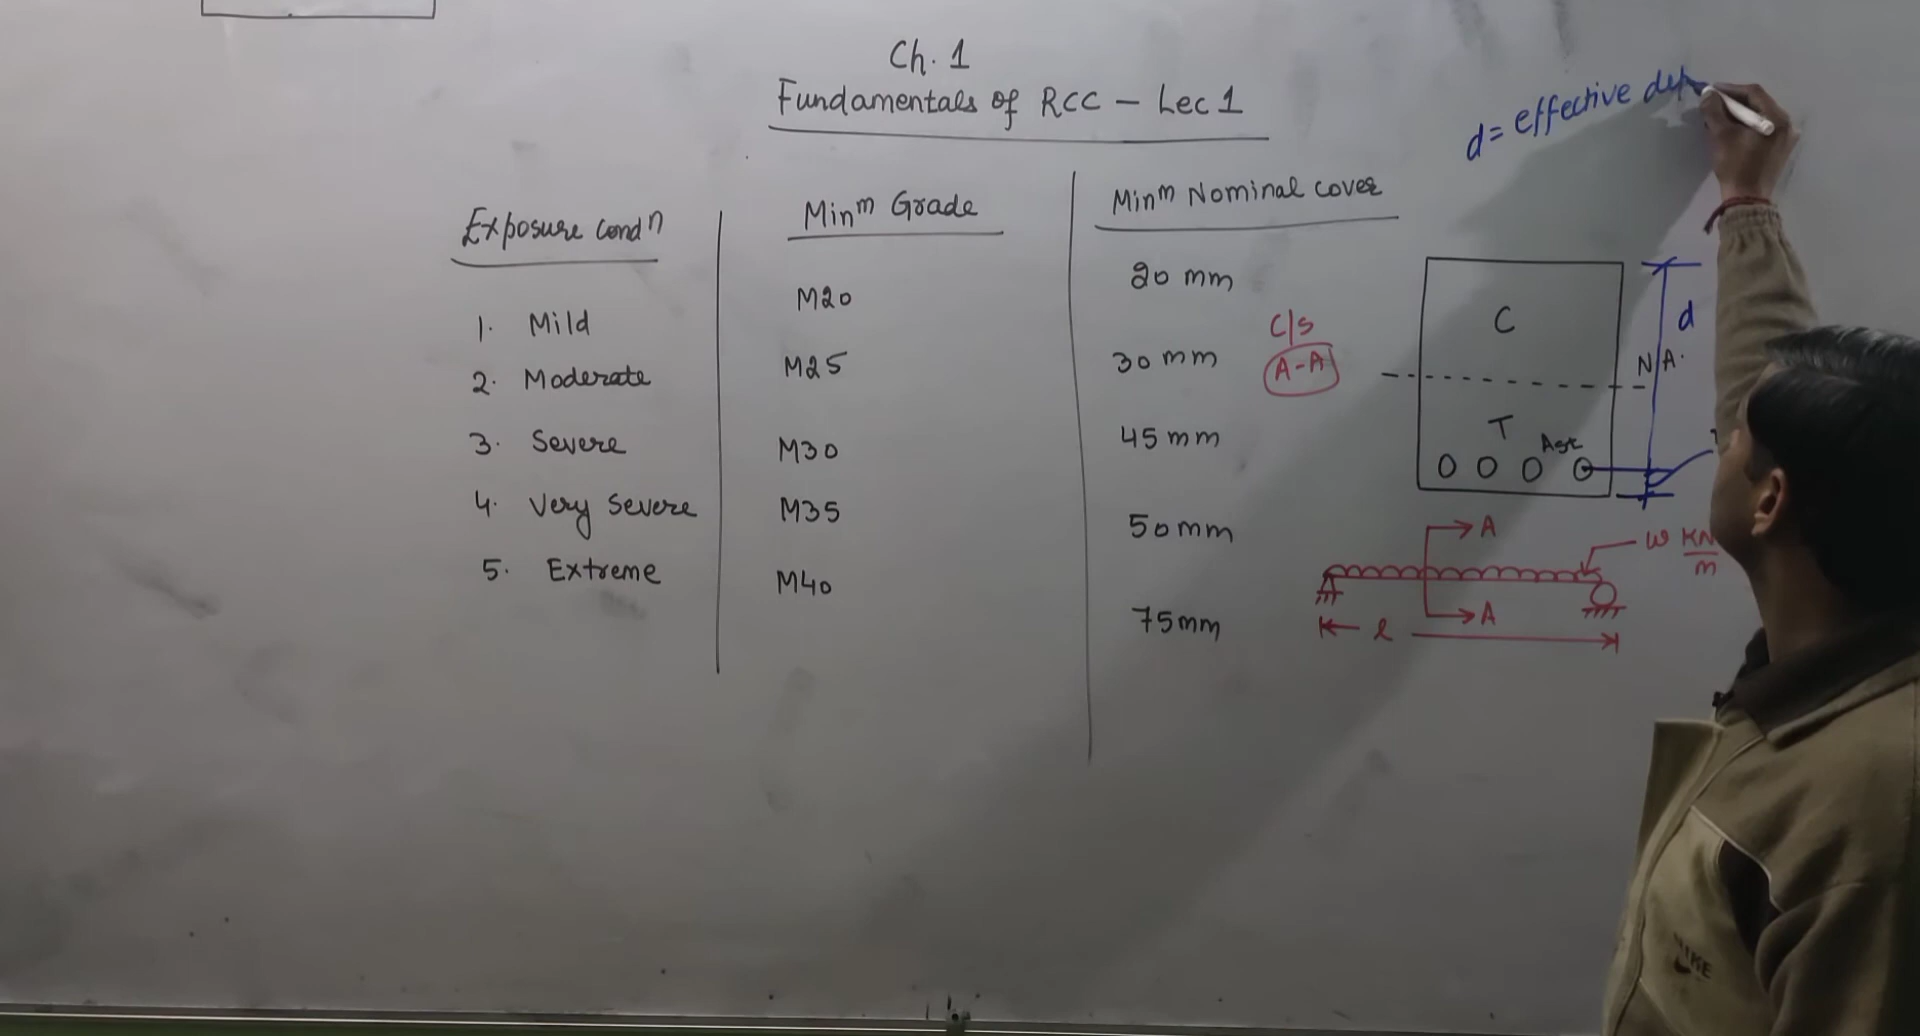 Ch. 1
Fundamentals of RCC - Lec 1
d = effective
Exposure condn
Minm Grade
Minm Nominal cover
1. Mild
M20
20 mm
2. Moderate
M25
30 mm
3. Severe
M30
45 mm
4. Very Severe
M35
50 mm
5. Extreme
M40
75 mm
C/s
A-A
C
d
N A.
T
Ast
A
w KN
m
A
l